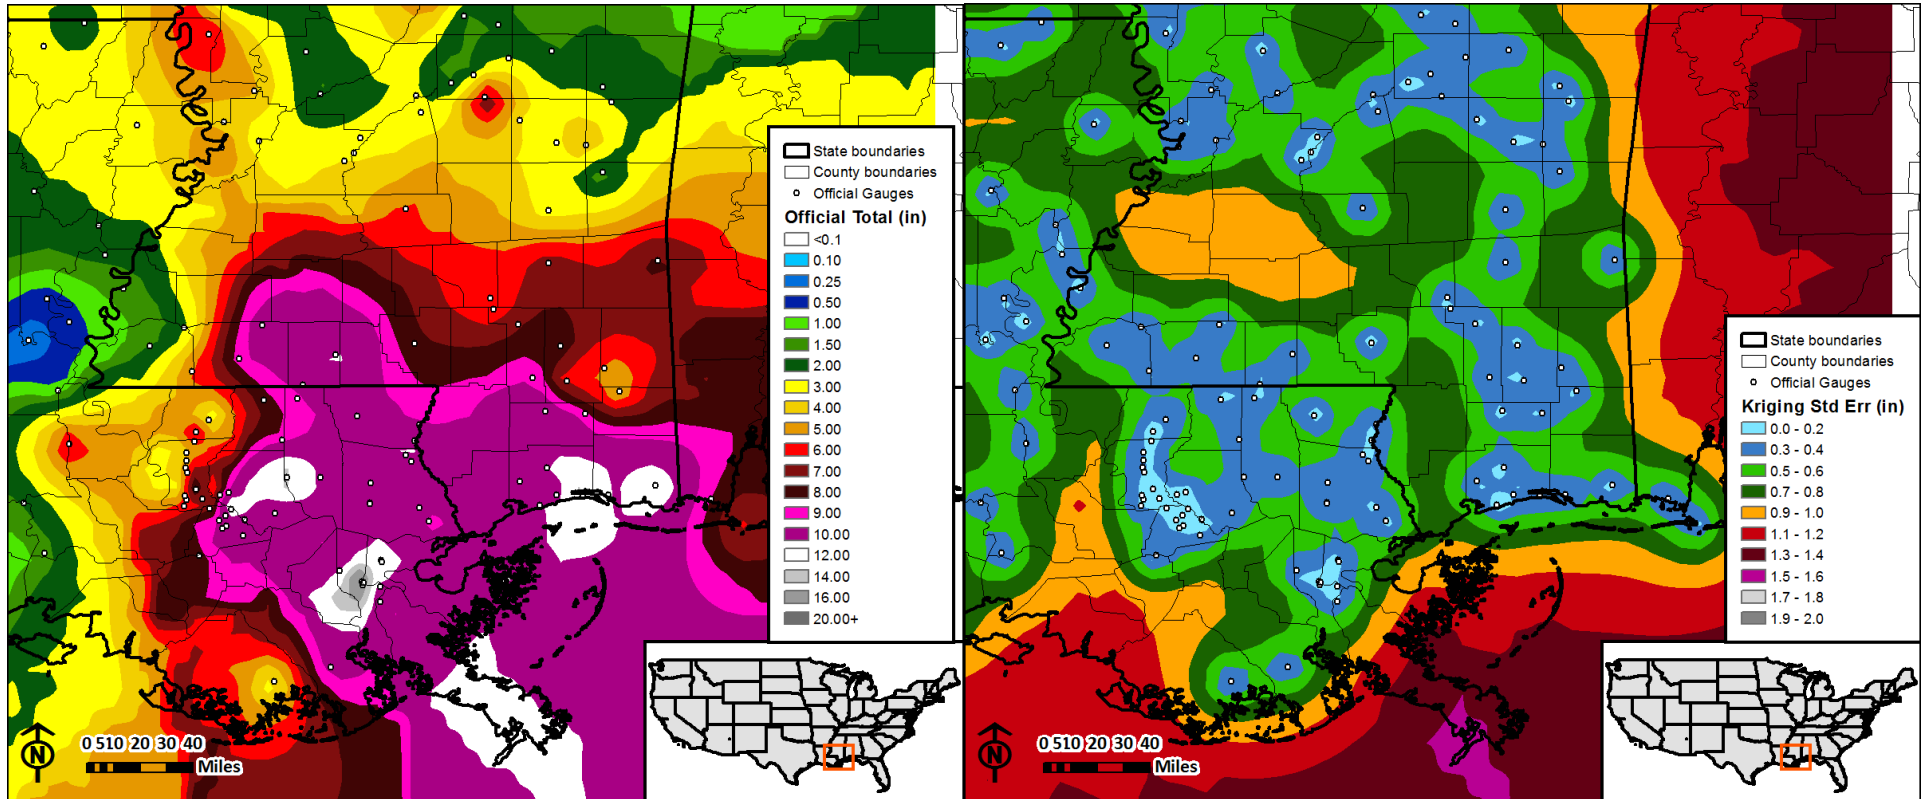 State boundaries
County boundaries
Official Gauges
Official Total (in)
<0.1
0.10
0.25
0.50
1.00
1.50
2.00
3.00
4.00
5.00
6.00
7.00
8.00
9.00
10.00
12.00
14.00
16.00
20.00+
N
0 510 20 30 40
Miles
State boundaries
County boundaries
Official Gauges
Kriging Std Err (in)
0.0 - 0.2
0.3 - 0.4
0.5 - 0.6
0.7 - 0.8
0.9 - 1.0
1.1 - 1.2
1.3 - 1.4
1.5 - 1.6
1.7 - 1.8
1.9 - 2.0
N
0 510 20 30 40
Miles